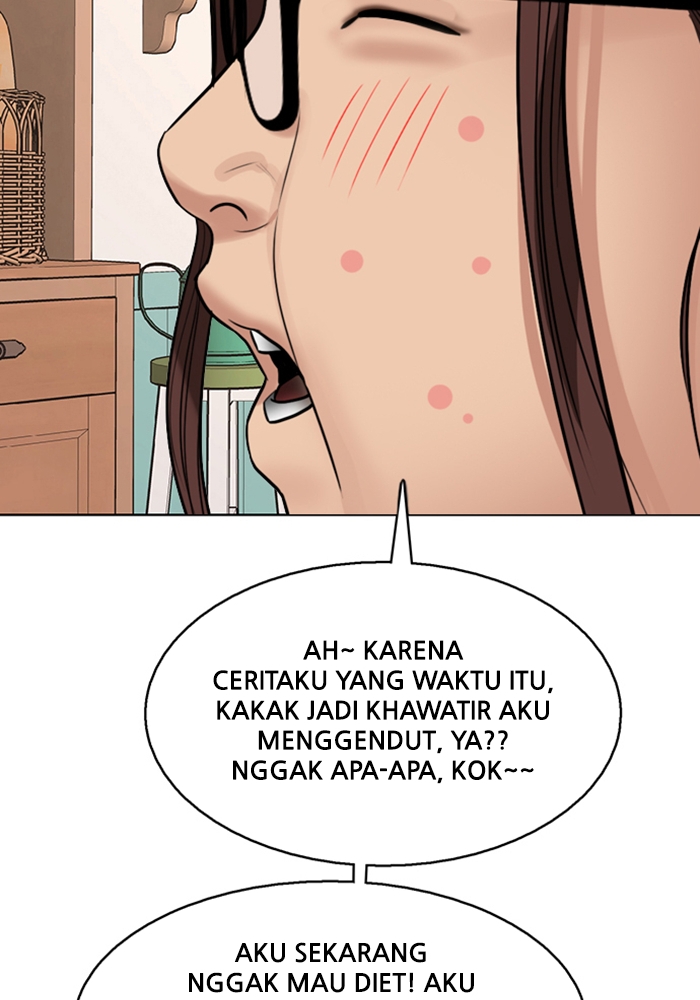 AH~ KARENA
CERITAKU YANG WAKTU ITU,
KAKAK JADI KHAWATIR AKU
MENGGENDUT, YA??
NGGAK APA-APA, KOK~~
AKU SEKARANG
NGGAK MAU DIET! AKU